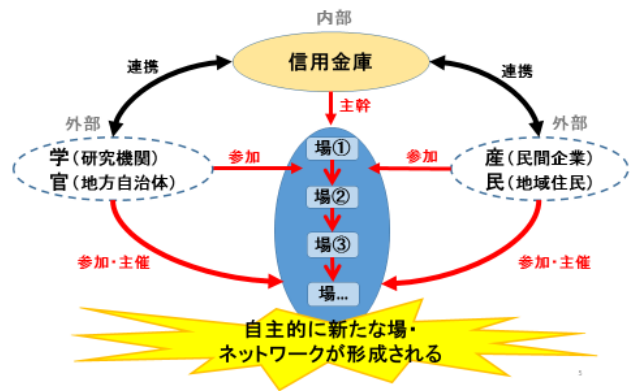 内部
信用金庫
連携
連携
主幹
外部
外部
学(研究機関)
官(地方自治体)
参加
場①
参加
産(民間企業)
民(地域住民)
場②
場③
参加・主催
参加・主催
場…
自主的に新たな場・
ネットワークが形成される
5